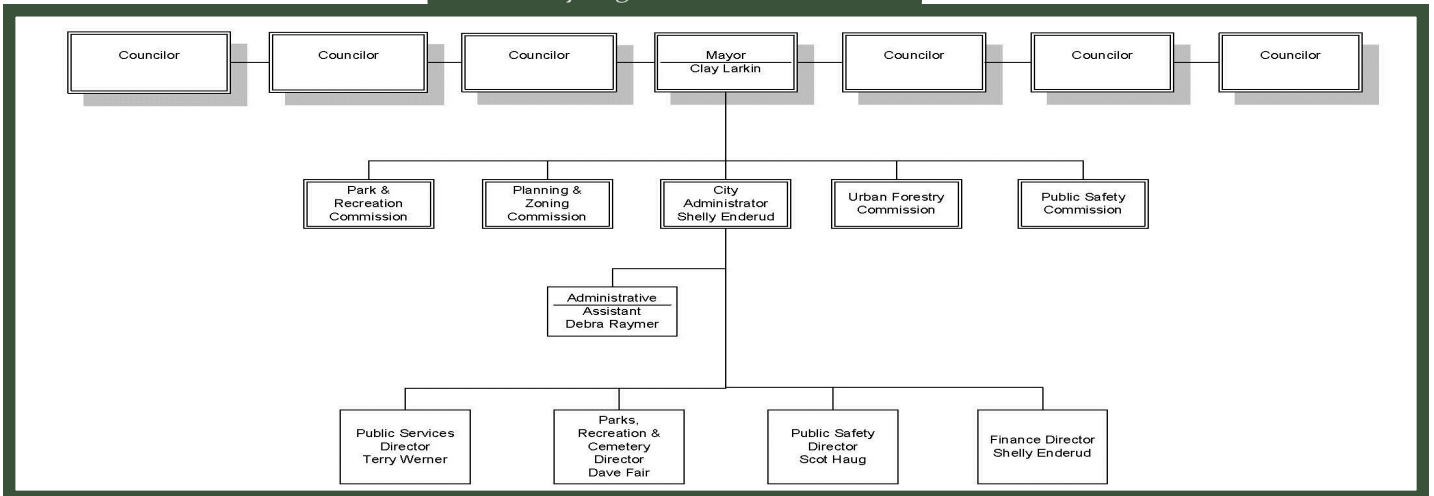 Councilor
Councilor
Councilor
Mayor
Clay Larkin
Councilor
Councilor
Councilor
Park &
Recreation
Commission
Planning &
Zoning
Commission
City
Administrator
Shelly Enderud
Urban Forestry
Commission
Public Safety
Commission
Administrative
Assistant
Debra Raymer
Public Services
Director
Terry Werner
Parks,
Recreation &
Cemetery
Director
Dave Fair
Public Safety
Director
Scot Haug
Finance Director
Shelly Enderud